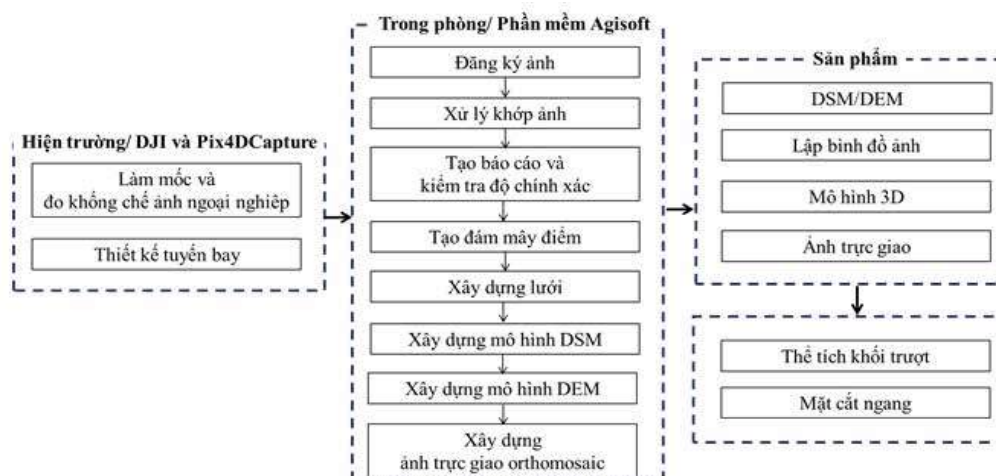 Hiện trường/ DJI và Pix4DCapture
Làm mốc và
đo khống chế ảnh ngoại nghiêp
Thiết kế tuyến bay
Trong phòng/ Phần mềm Agisoft
Đăng ký ảnh
Xử lý khớp ảnh
Tạo báo cáo và
kiểm tra độ chính xác
Tạo đám mây điểm
Xây dựng lưới
Xây dựng mô hình DSM
Xây dựng mô hình DEM
Xây dựng
ảnh trực giao orthomosaic
Sản phẩm
DSM/DEM
Lập bình đồ ảnh
Mô hình 3D
Ảnh trực giao
Thể tích khối trượt
Mặt cắt ngang